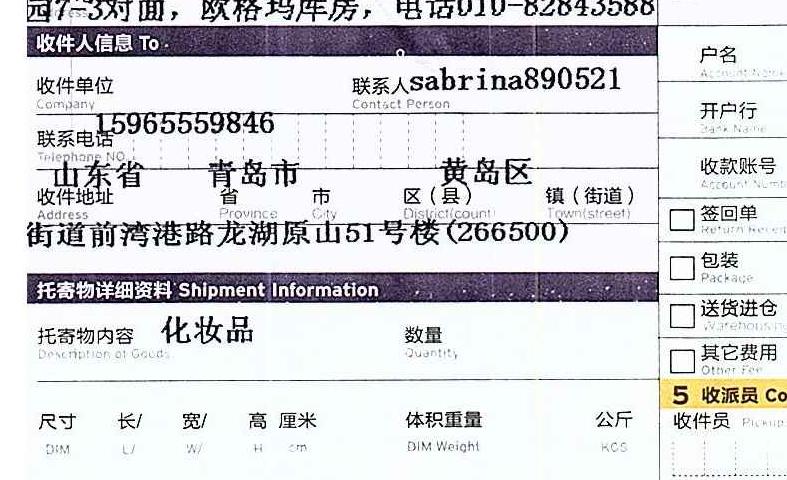 园7-3对面，欧格玛库房，电话010-82843588
收件人信息 To
收件单位 联系人sabrina890521
Company Contact Person
15965559846
联系电话
Telephone NO.
山东省 青岛市 黄岛区
收件地址 省 市 区（县） 镇（街道）
Address Province City District(count) Town(street)
街道前湾港路龙湖原山51号楼(266500)
托寄物详细资料 Shipment Information
托寄物内容 化妆品 数量
Description of Goods Quantity
尺寸 长/ 宽/ 高 厘米 体积重量 公斤
DIM L/ W/ H cm DIM Weight KGS
户名
Account Name
开户行
Bank Name
收款账号
Account Numb
签回单
Return Receip
包装
Package
送货进仓
Warehousing
其它费用
Other Fee
5 收派员 Co
收件员 Pickup